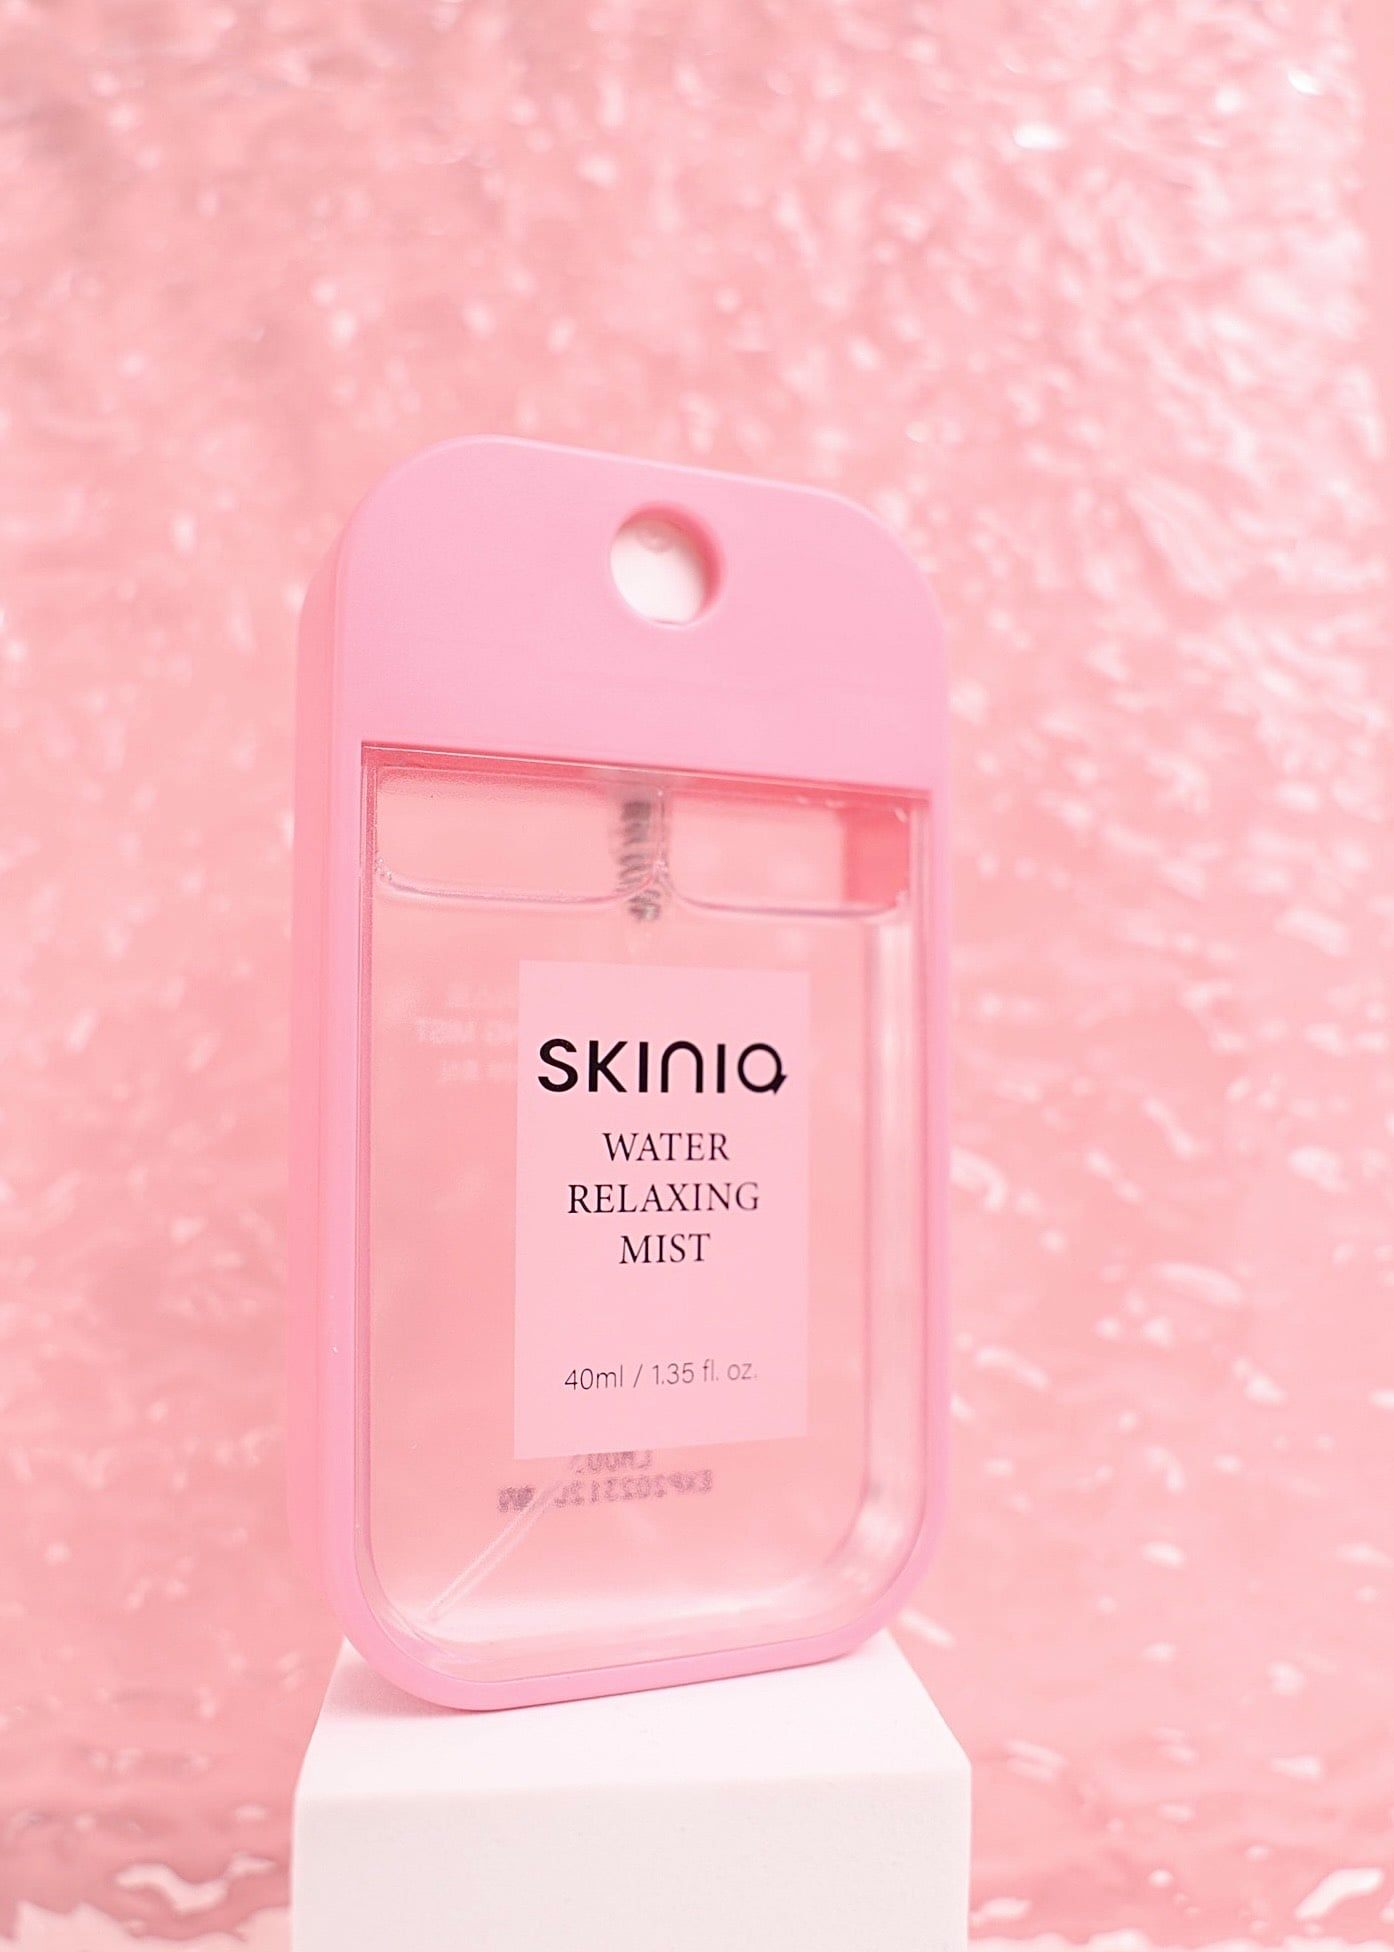 SKINIQ
WATER
RELAXING
MIST
40ml / 1.35 fl. oz.